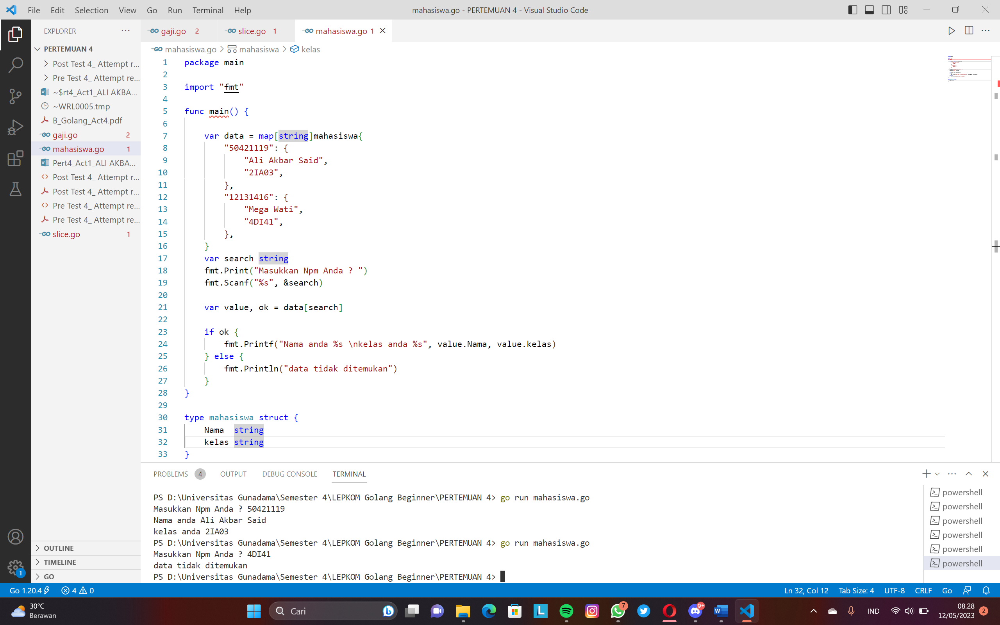 File Edit Selection View Go Run Terminal Help
mahasiswa.go - PERTEMUAN 4 - Visual Studio Code
EXPLORER
PERTEMUAN 4
Post Test 4_ Attempt r...
Pre Test 4_ Attempt re...
~$rt4_Act1_ALI AKBA...
~WRL0005.tmp
B_Golang_Act4.pdf
gaji.go 2
mahasiswa.go 1
Pert4_Act1_ALI AKBA...
Post Test 4_ Attempt r...
Post Test 4_ Attempt r...
Pre Test 4_ Attempt re...
Pre Test 4_ Attempt re...
slice.go 1
OUTLINE
TIMELINE
GO
GO gaji.go 2
GO slice.go 1
GO mahasiswa.go 1
GO mahasiswa.go > mahasiswa > kelas
1 package main
2
3 import "fmt"
4
5 func main() {
6
7     var data = map[string]mahasiswa{
8         "50421119": {
9             "Ali Akbar Said",
10             "2IA03",
11         },
12         "12131416": {
13             "Mega Wati",
14             "4DI41",
15         },
16     }
17     var search string
18     fmt.Print("Masukkan Npm Anda ? ")
19     fmt.Scanf("%s", &search)
20
21     var value, ok = data[search]
22
23     if ok {
24         fmt.Printf("Nama anda %s \nkelas anda %s", value.Nama, value.kelas)
25     } else {
26         fmt.Println("data tidak ditemukan")
27     }
28 }
29
30 type mahasiswa struct {
31     Nama  string
32     kelas string
33 }
PROBLEMS 4 OUTPUT DEBUG CONSOLE TERMINAL
PS D:\Universitas Gunadama\Semester 4\LEPKOM Golang Beginner\PERTEMUAN 4> go run mahasiswa.go
Masukkan Npm Anda ? 50421119
Nama anda Ali Akbar Said
kelas anda 2IA03
PS D:\Universitas Gunadama\Semester 4\LEPKOM Golang Beginner\PERTEMUAN 4> go run mahasiswa.go
Masukkan Npm Anda ? 4DI41
data tidak ditemukan
PS D:\Universitas Gunadama\Semester 4\LEPKOM Golang Beginner\PERTEMUAN 4>
powershell
powershell
powershell
powershell
powershell
powershell
1
Go 1.20.4 4 0 Ln 32, Col 12 Tab Size: 4 UTF-8 CRLF Go
30°C
Berawan
Cari
L
7
9+
W
IND
08.28
12/05/2023
2